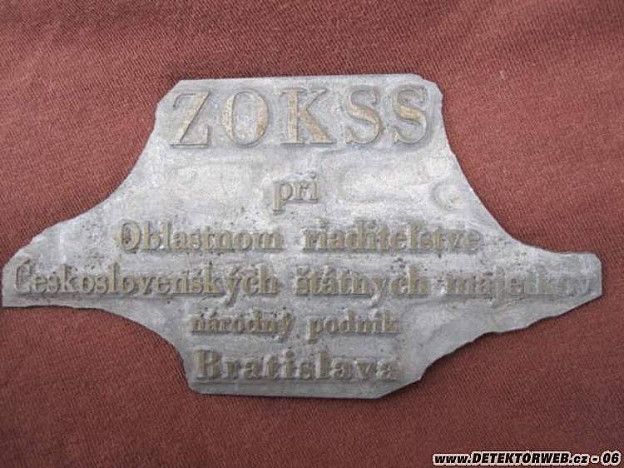 ZOKSS
pri
Oblastnom riaditeľstve
Československých štátnych majetkov
národný podnik
Bratislava
www.DETEKTORWEB.cz - 06